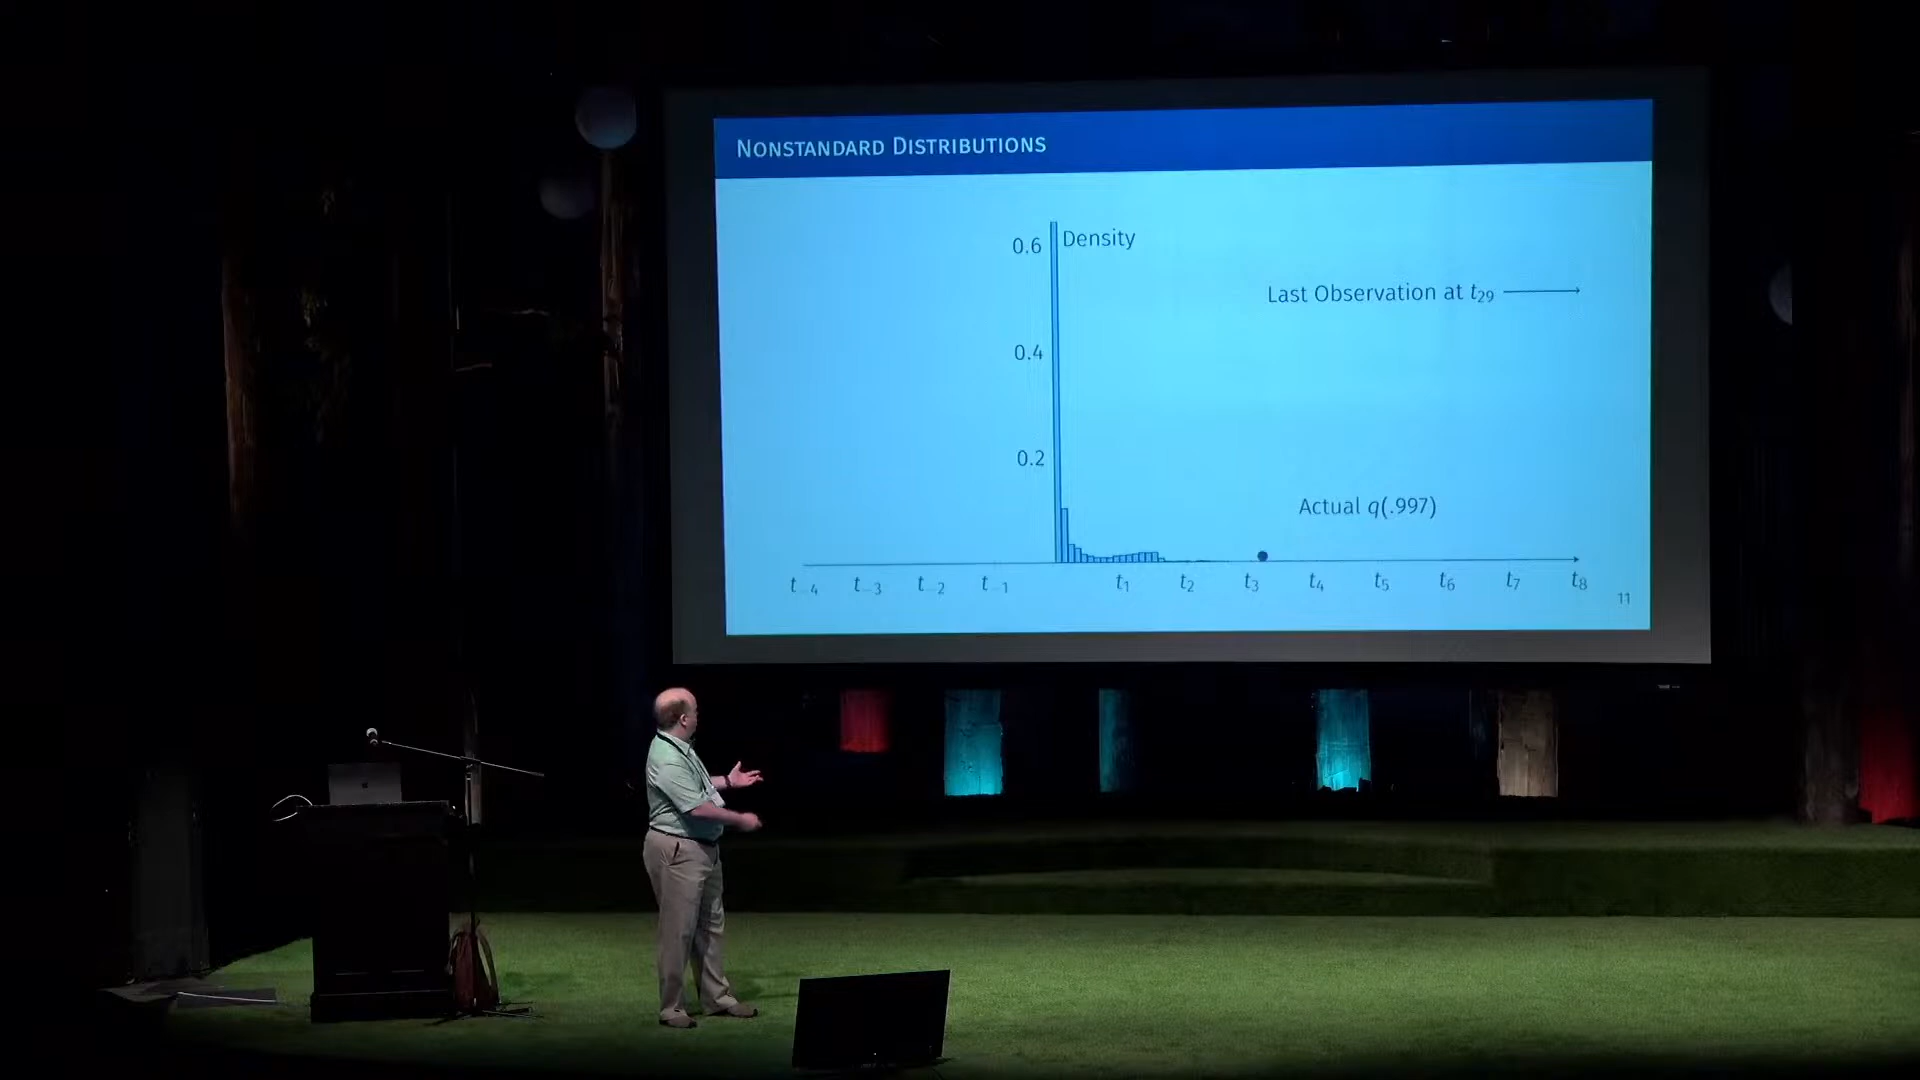 NONSTANDARD DISTRIBUTIONS
0.6
Density
Last Observation at t29
0.4
0.2
Actual q(.997)
t−4 t−3 t−2 t−1 t1 t2 t3 t4 t5 t6 t7 t8
11